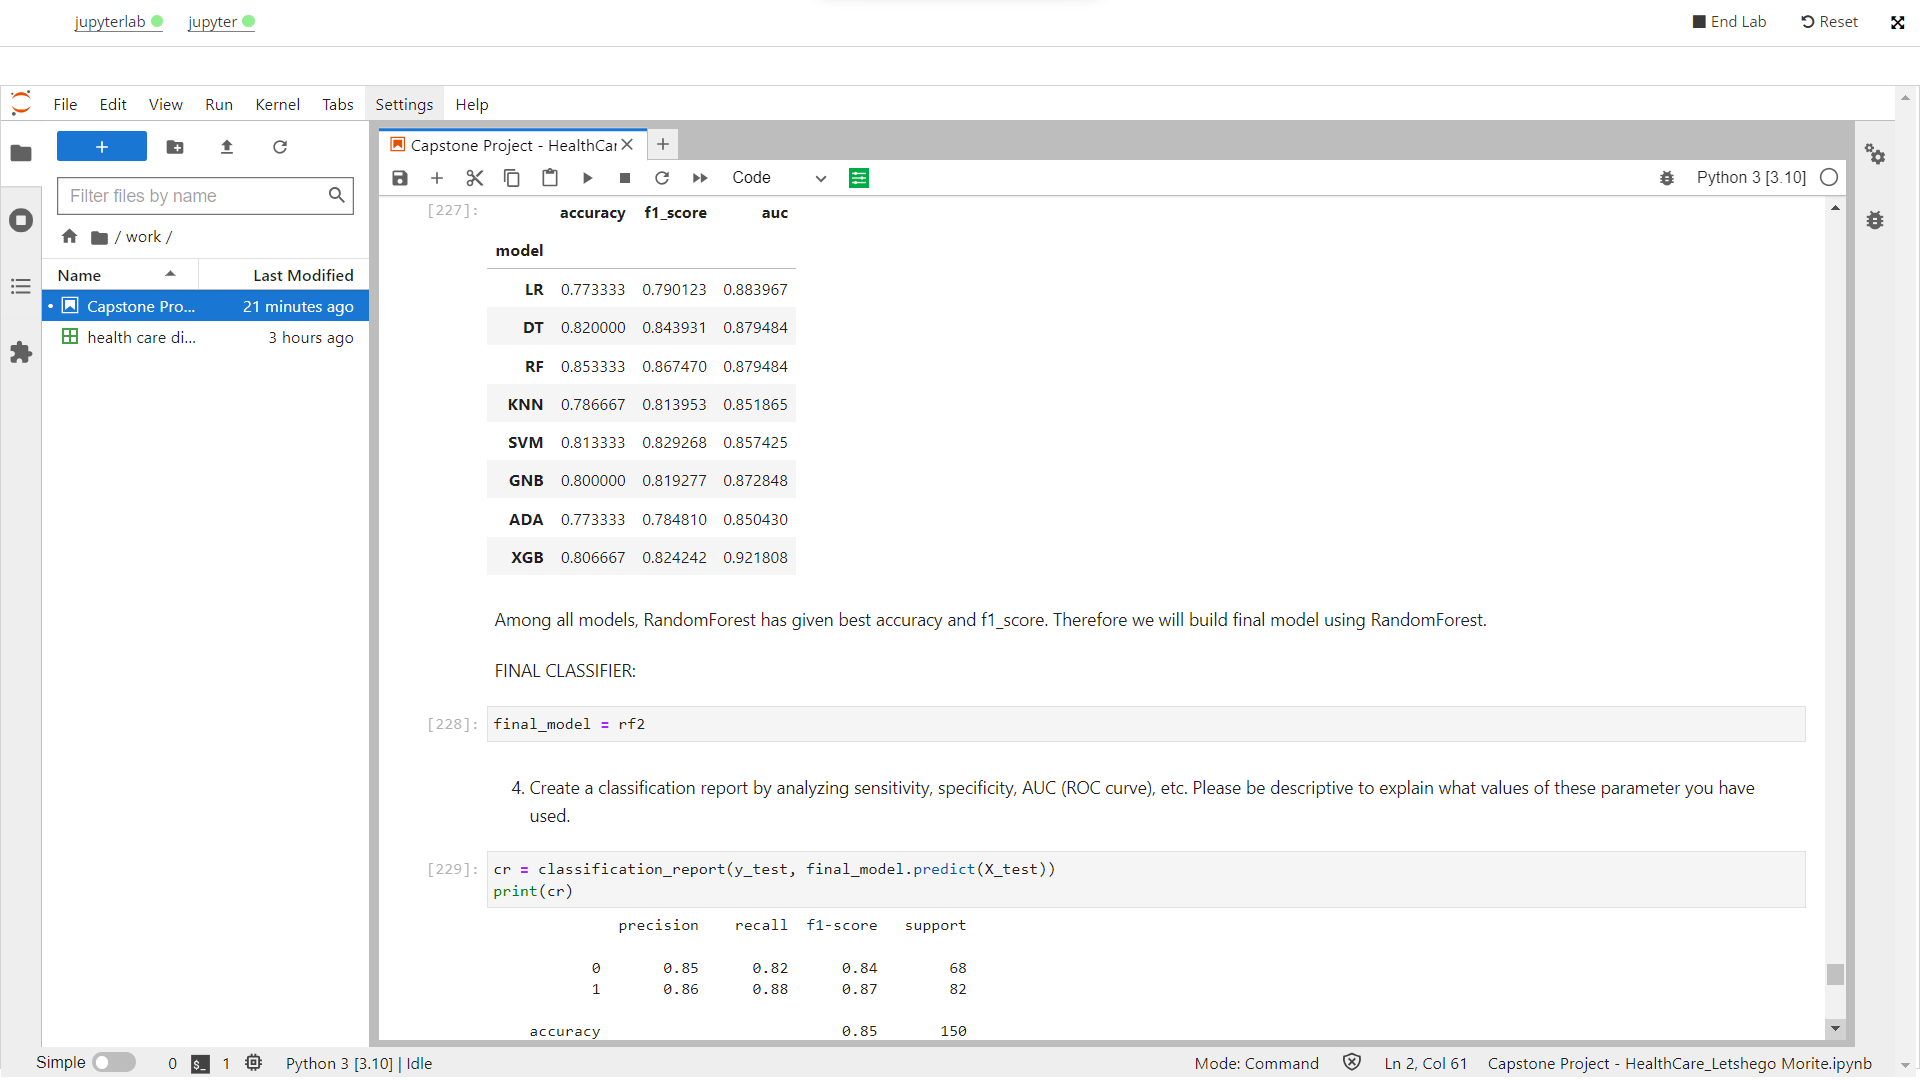 jupyterlab jupyter End Lab Reset
File Edit View Run Kernel Tabs Settings Help
+ Capstone Project - HealthCar +
Code Python 3 [3.10]
Filter files by name
/ work /
Name Last Modified
Capstone Pro... 21 minutes ago
health care di... 3 hours ago
[227]: accuracy f1_score auc
model
LR 0.773333 0.790123 0.883967
DT 0.820000 0.843931 0.879484
RF 0.853333 0.867470 0.879484
KNN 0.786667 0.813953 0.851865
SVM 0.813333 0.829268 0.857425
GNB 0.800000 0.819277 0.872848
ADA 0.773333 0.784810 0.850430
XGB 0.806667 0.824242 0.921808
Among all models, RandomForest has given best accuracy and f1_score. Therefore we will build final model using RandomForest.
FINAL CLASSIFIER:
[228]: final_model = rf2
4. Create a classification report by analyzing sensitivity, specificity, AUC (ROC curve), etc. Please be descriptive to explain what values of these parameter you have
used.
[229]: cr = classification_report(y_test, final_model.predict(X_test))
print(cr)
precision recall f1-score support
0 0.85 0.82 0.84 68
1 0.86 0.88 0.87 82
accuracy 0.85 150
Simple 0 $_ 1 Python 3 [3.10] | Idle Mode: Command Ln 2, Col 61 Capstone Project - HealthCare_Letshego Morite.ipynb